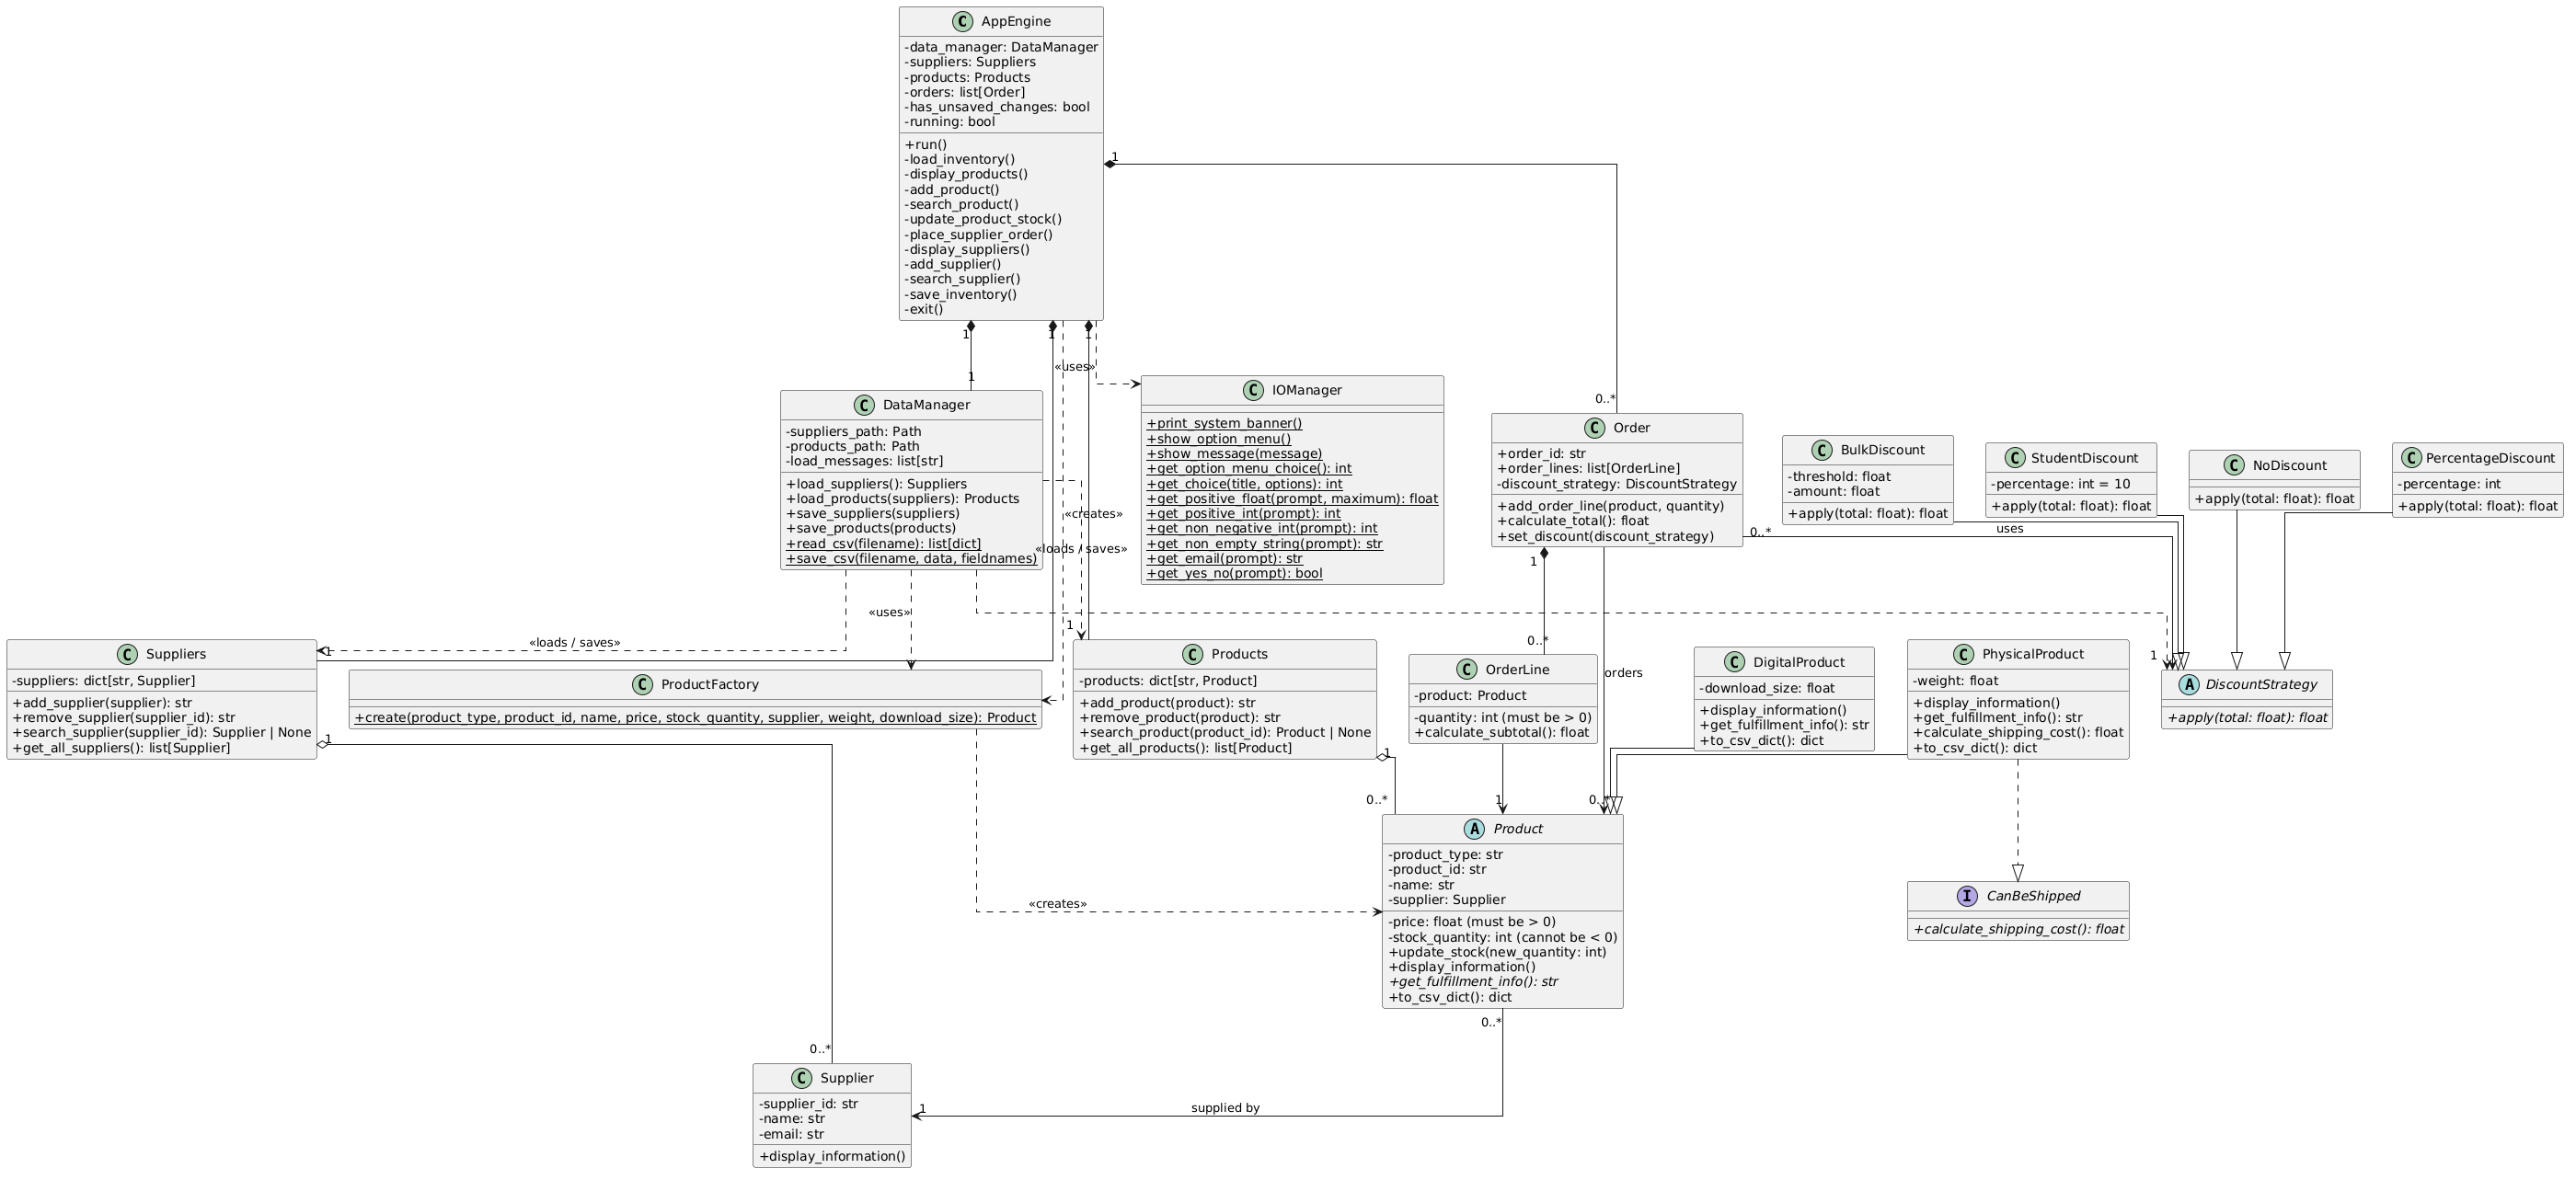 C AppEngine
-data_manager: DataManager
-suppliers: Suppliers
-products: Products
-orders: list[Order]
-has_unsaved_changes: bool
-running: bool
+run()
-load_inventory()
-display_products()
-add_product()
-search_product()
-update_product_stock()
-place_supplier_order()
-display_suppliers()
-add_supplier()
-search_supplier()
-save_inventory()
-exit()
1
1
1
1
1
0..*
«uses»
C DataManager
-suppliers_path: Path
-products_path: Path
-load_messages: list[str]
+load_suppliers(): Suppliers
+load_products(suppliers): Products
+save_suppliers(suppliers)
+save_products(products)
+read_csv(filename): list[dict]
+save_csv(filename, data, fieldnames)
«creates»
«loads / saves»
C IOManager
+print_system_banner()
+show_option_menu()
+show_message(message)
+get_option_menu_choice(): int
+get_choice(title, options): int
+get_positive_float(prompt, maximum): float
+get_positive_int(prompt): int
+get_non_negative_int(prompt): int
+get_non_empty_string(prompt): str
+get_email(prompt): str
+get_yes_no(prompt): bool
C Order
+order_id: str
+order_lines: list[OrderLine]
-discount_strategy: DiscountStrategy
+add_order_line(product, quantity)
+calculate_total(): float
+set_discount(discount_strategy)
C BulkDiscount
-threshold: float
-amount: float
+apply(total: float): float
C StudentDiscount
-percentage: int = 10
+apply(total: float): float
C NoDiscount
+apply(total: float): float
C PercentageDiscount
-percentage: int
+apply(total: float): float
0..*
uses
1
0..*
1
«uses»
«loads / saves»
1
1
C Suppliers
-suppliers: dict[str, Supplier]
+add_supplier(supplier): str
+remove_supplier(supplier_id): str
+search_supplier(supplier_id): Supplier | None
+get_all_suppliers(): list[Supplier]
C ProductFactory
+create(product_type, product_id, name, price, stock_quantity, supplier, weight, download_size): Product
C Products
-products: dict[str, Product]
+add_product(product): str
+remove_product(product): str
+search_product(product_id): Product | None
+get_all_products(): list[Product]
C OrderLine
-product: Product
-quantity: int (must be > 0)
+calculate_subtotal(): float
orders
C DigitalProduct
-download_size: float
+display_information()
+get_fulfillment_info(): str
+to_csv_dict(): dict
C PhysicalProduct
-weight: float
+display_information()
+get_fulfillment_info(): str
+calculate_shipping_cost(): float
+to_csv_dict(): dict
A DiscountStrategy
+apply(total: float): float
1
1
0..*
1
0..*
A Product
-product_type: str
-product_id: str
-name: str
-supplier: Supplier
-price: float (must be > 0)
-stock_quantity: int (cannot be < 0)
+update_stock(new_quantity: int)
+display_information()
+get_fulfillment_info(): str
+to_csv_dict(): dict
«creates»
I CanBeShipped
+calculate_shipping_cost(): float
0..*
0..*
C Supplier
-supplier_id: str
-name: str
-email: str
+display_information()
1
supplied by